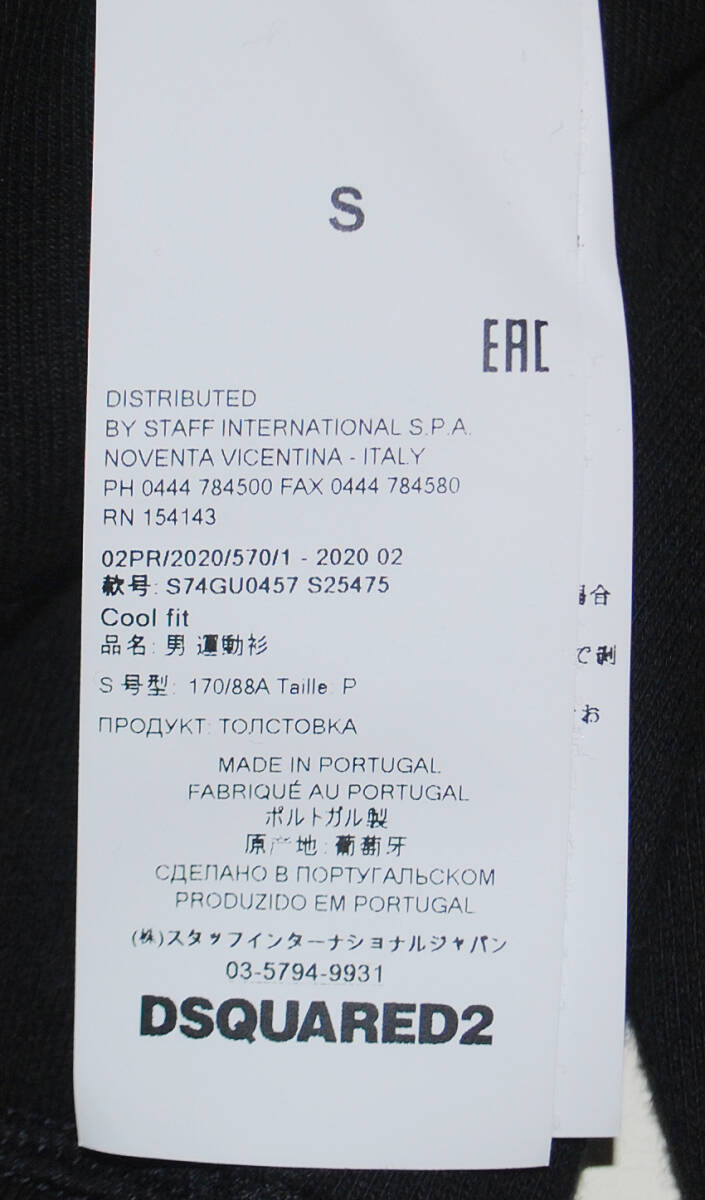 S
EAC
DISTRIBUTED
BY STAFF INTERNATIONAL S.P.A.
NOVENTA VICENTINA - ITALY
PH 0444 784500 FAX 0444 784580
RN 154143
02PR/2020/570/1 - 2020 02
款号: S74GU0457 S25475
Cool fit
品名: 男 運動衫
S 号型: 170/88A Taille: P
ПРОДУКТ: ТОЛСТОВКА
MADE IN PORTUGAL
FABRIQUÉ AU PORTUGAL
ポルトガル製
原产地: 葡萄牙
СДЕЛАНО В ПОРТУГАЛЬСКОМ
PRODUZIDO EM PORTUGAL
(株)スタッフインターナショナルジャパン
03-5794-9931
DSQUARED2
合
で剥
お